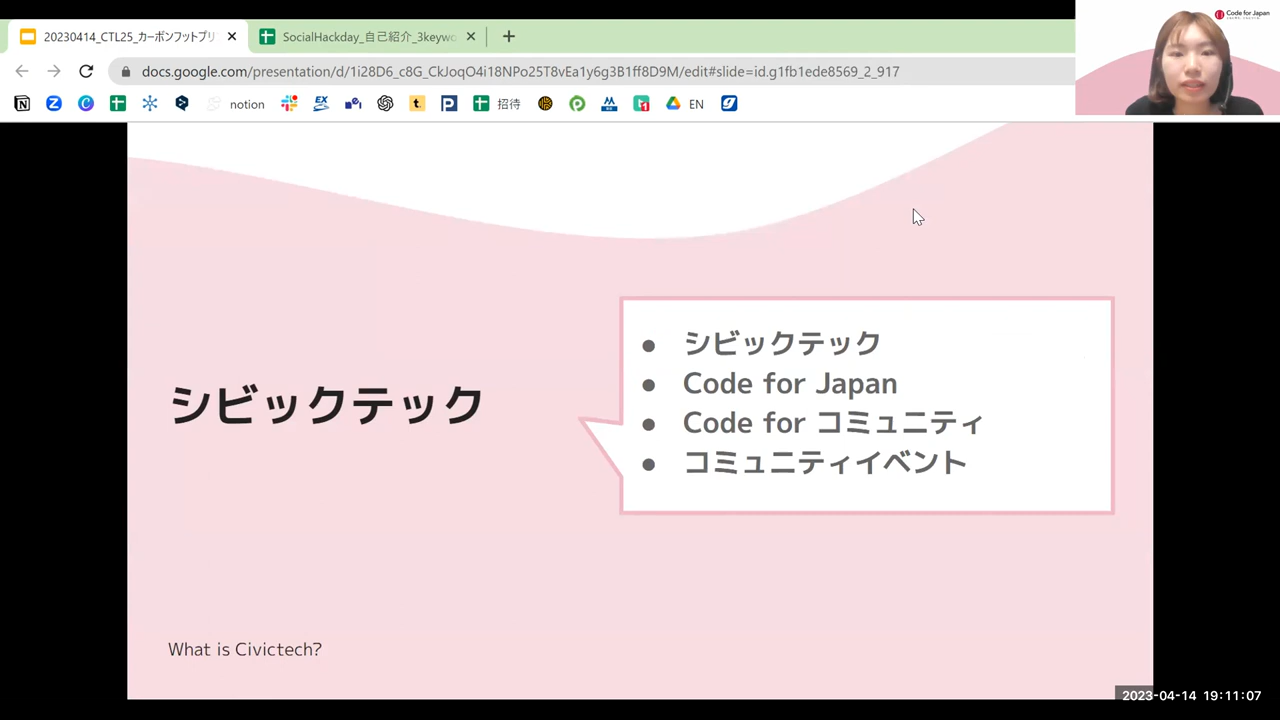 20230414_CTL25_カーボンフットプリ
SocialHackday_自己紹介_3keywo
docs.google.com/presentation/d/1i28D6_c8G_CkJoqO4i18NPo25T8vEa1y6g3B1ff8D9M/edit#slide=id.g1fb1ede8569_2_917
notion
EX
招待
EN
Code for Japan
シビックテック
シビックテック
Code for Japan
Code for コミュニティ
コミュニティイベント
What is Civictech?
2023-04-14 19:11:07